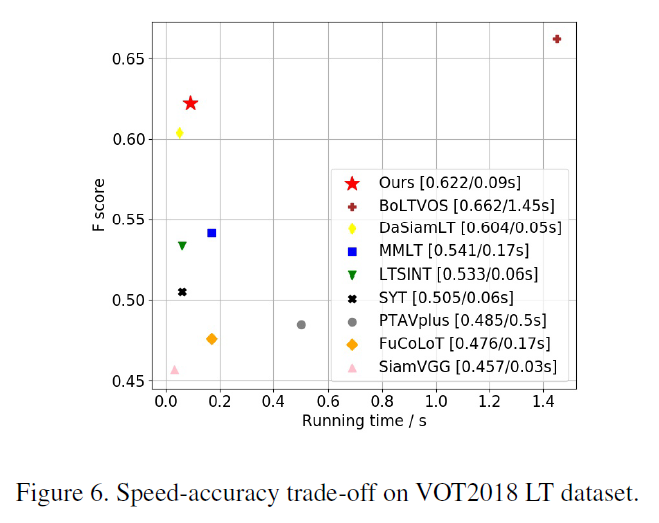 0.65
0.60
0.55
0.50
0.45
F score
Ours [0.622/0.09s]
BoLTVOS [0.662/1.45s]
DaSiamLT [0.604/0.05s]
MMLT [0.541/0.17s]
LTSINT [0.533/0.06s]
SYT [0.505/0.06s]
PTAVplus [0.485/0.5s]
FuCoLoT [0.476/0.17s]
SiamVGG [0.457/0.03s]
0.0 0.2 0.4 0.6 0.8 1.0 1.2 1.4
Running time / s
Figure 6. Speed-accuracy trade-off on VOT2018 LT dataset.